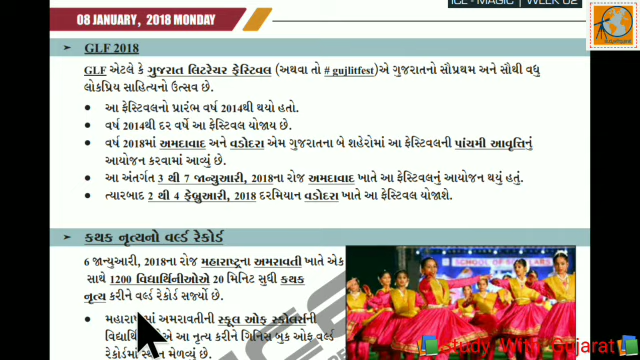 ICE - MAGIC | WEEK 02
08 JANUARY, 2018 MONDAY
GLF 2018
GLF એટલે કે ગુજરાત લિટરેચર ફેસ્ટિવલ (અથવા તો # gujlitfest)એ ગુજરાતનો સૌપ્રથમ અને સૌથી વધુ
લોકપ્રિય સાહિત્યનો ઉત્સવ છે.
આ ફેસ્ટિવલનો પ્રારંભ વર્ષ 2014થી થયો હતો.
વર્ષ 2014થી દર વર્ષે આ ફેસ્ટિવલ યોજાય છે.
વર્ષ 2018માં અમદાવાદ અને વડોદરા એમ ગુજરાતના બે શહેરોમાં આ ફેસ્ટિવલની પાંચમી આવૃત્તિનું
આયોજન કરવામાં આવ્યું છે.
આ અંતર્ગત 3 થી 7 જાન્યુઆરી, 2018ના રોજ અમદાવાદ ખાતે આ ફેસ્ટિવલનું આયોજન થયું હતું.
ત્યારબાદ 2 થી 4 ફેબ્રુઆરી, 2018 દરમિયાન વડોદરા ખાતે આ ફેસ્ટિવલ યોજાશે.
કથક નૃત્યનો વર્લ્ડ રેકોર્ડ
6 જાન્યુઆરી, 2018ના રોજ મહારાષ્ટ્રના અમરાવતી ખાતે એક
સાથે 1200 વિદ્યાર્થિનીઓએ 20 મિનિટ સુધી કથક
નૃત્ય કરીને વર્લ્ડ રેકોર્ડ સર્જ્યો છે.
અમરાવતીની સ્કૂલ ઓફ સ્કોલર્સની
આ નૃત્ય કરીને ગિનિસ બુક ઓફ વર્લ્ડ
રેકોર્ડમાં સ્થાન મેળવ્યું છે.
SCHOOL OF SCHOLARS
Study With Gujarati